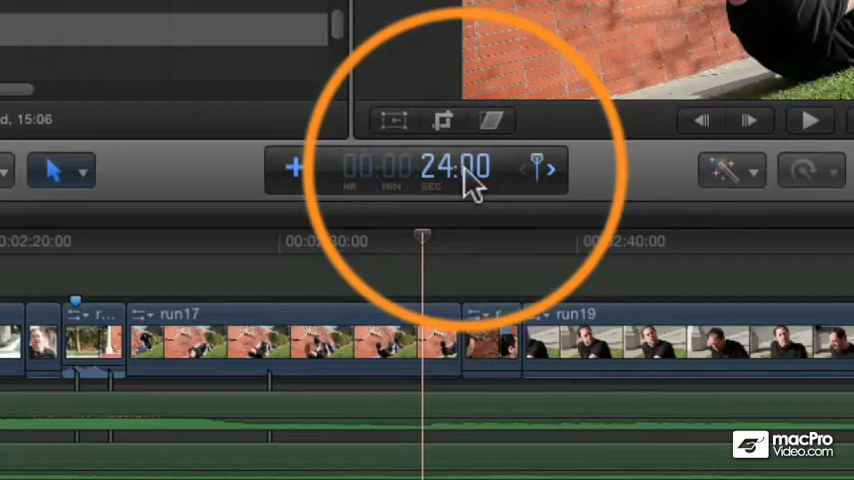 d, 15:06
+ 00:00:24:00
HR MIN SEC
0:02:20:00 00:02:30:00 00:02:40:00
r... run17 r run19
macPro
Video.com